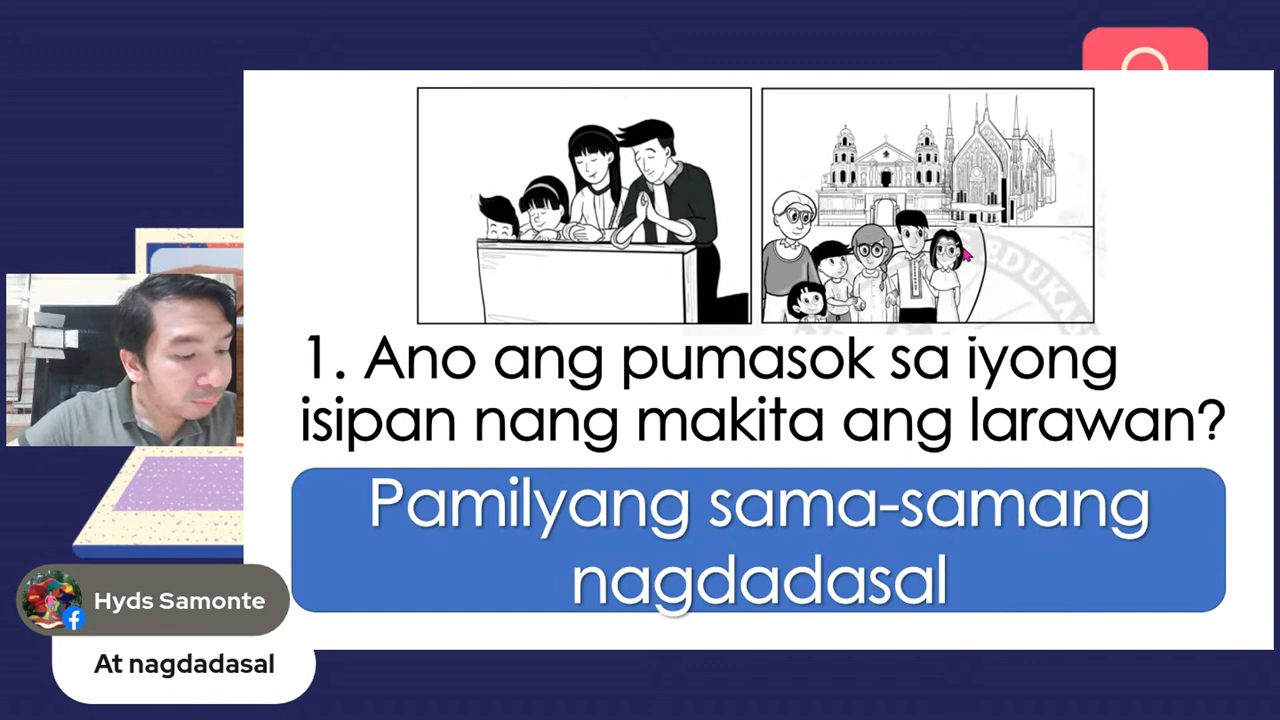 EDUKAS
1. Ano ang pumasok sa iyong
isipan nang makita ang larawan?
Pamilyang sama-samang
nagdadasal
Hyds Samonte
At nagdadasal